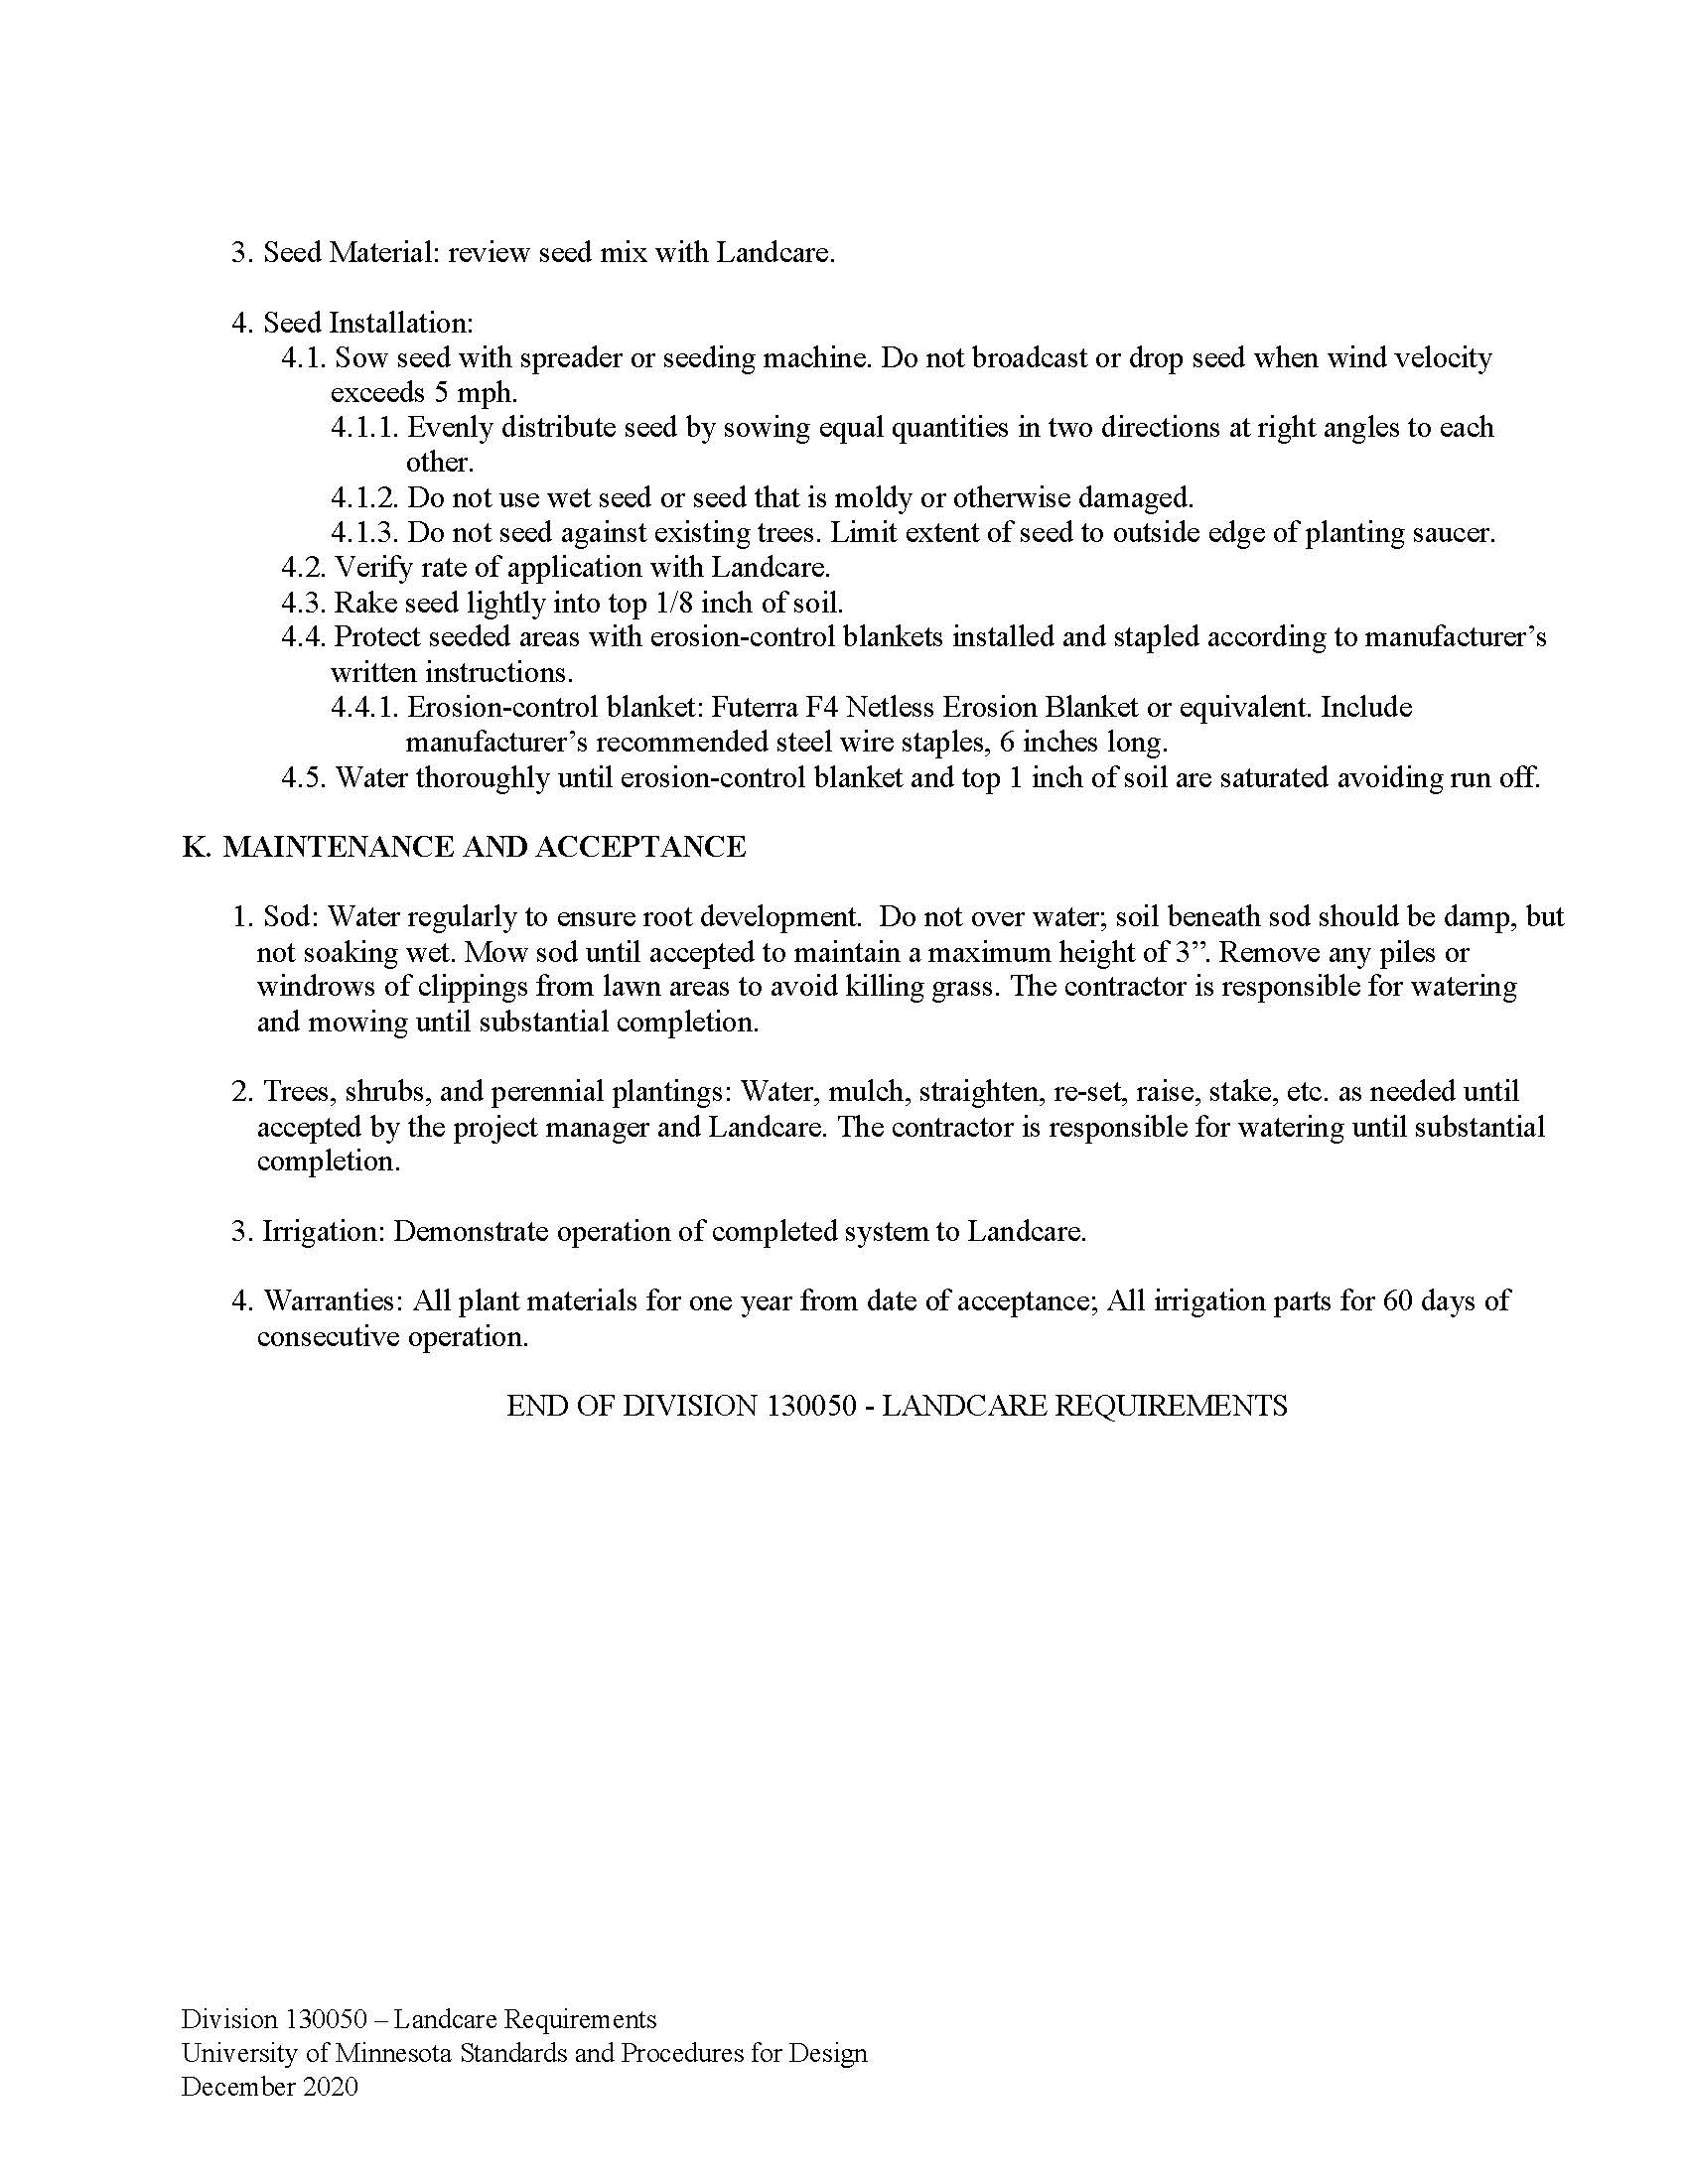 3. Seed Material: review seed mix with Landcare.
4. Seed Installation:
4.1. Sow seed with spreader or seeding machine. Do not broadcast or drop seed when wind velocity
exceeds 5 mph.
4.1.1. Evenly distribute seed by sowing equal quantities in two directions at right angles to each
other.
4.1.2. Do not use wet seed or seed that is moldy or otherwise damaged.
4.1.3. Do not seed against existing trees. Limit extent of seed to outside edge of planting saucer.
4.2. Verify rate of application with Landcare.
4.3. Rake seed lightly into top 1/8 inch of soil.
4.4. Protect seeded areas with erosion-control blankets installed and stapled according to manufacturer’s
written instructions.
4.4.1. Erosion-control blanket: Futerra F4 Netless Erosion Blanket or equivalent. Include
manufacturer’s recommended steel wire staples, 6 inches long.
4.5. Water thoroughly until erosion-control blanket and top 1 inch of soil are saturated avoiding run off.
K. MAINTENANCE AND ACCEPTANCE
1. Sod: Water regularly to ensure root development.  Do not over water; soil beneath sod should be damp, but
not soaking wet. Mow sod until accepted to maintain a maximum height of 3”. Remove any piles or
windrows of clippings from lawn areas to avoid killing grass. The contractor is responsible for watering
and mowing until substantial completion.
2. Trees, shrubs, and perennial plantings: Water, mulch, straighten, re-set, raise, stake, etc. as needed until
accepted by the project manager and Landcare. The contractor is responsible for watering until substantial
completion.
3. Irrigation: Demonstrate operation of completed system to Landcare.
4. Warranties: All plant materials for one year from date of acceptance; All irrigation parts for 60 days of
consecutive operation.
END OF DIVISION 130050 - LANDCARE REQUIREMENTS
Division 130050 – Landcare Requirements
University of Minnesota Standards and Procedures for Design
December 2020